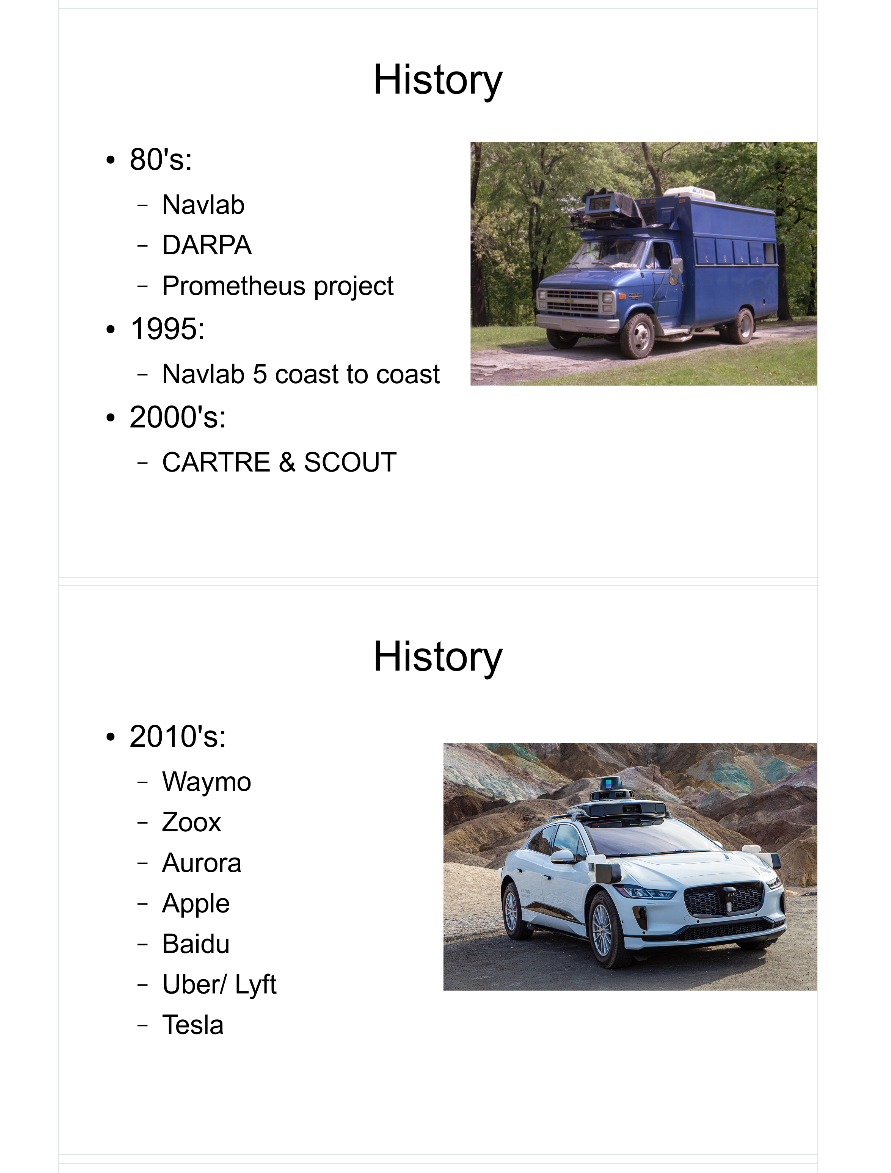 History
• 80's:
– Navlab
– DARPA
– Prometheus project
• 1995:
– Navlab 5 coast to coast
• 2000's:
– CARTRE & SCOUT
History
• 2010's:
– Waymo
– Zoox
– Aurora
– Apple
– Baidu
– Uber/ Lyft
– Tesla